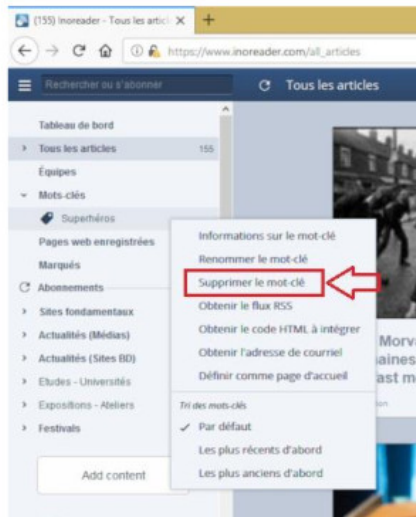 (155) Inoreader - Tous les articl
https://www.inoreader.com/all_articles
Rechercher ou s'abonner
Tous les articles
Tableau de bord
Tous les articles 155
Équipes
Mots-clés
Superhéros
Pages web enregistrées
Marqués
Abonnements
Sites fondamentaux
Actualités (Médias)
Actualités (Sites BD)
Etudes - Universités
Expositions - Ateliers
Festivals
Add content
Informations sur le mot-clé
Renommer le mot-clé
Supprimer le mot-clé
Obtenir le flux RSS
Obtenir le code HTML à intégrer
Obtenir l'adresse de courriel
Définir comme page d'accueil
Tri des mots-clés
Par défaut
Les plus récents d'abord
Les plus anciens d'abord
Morv
aines
ast m